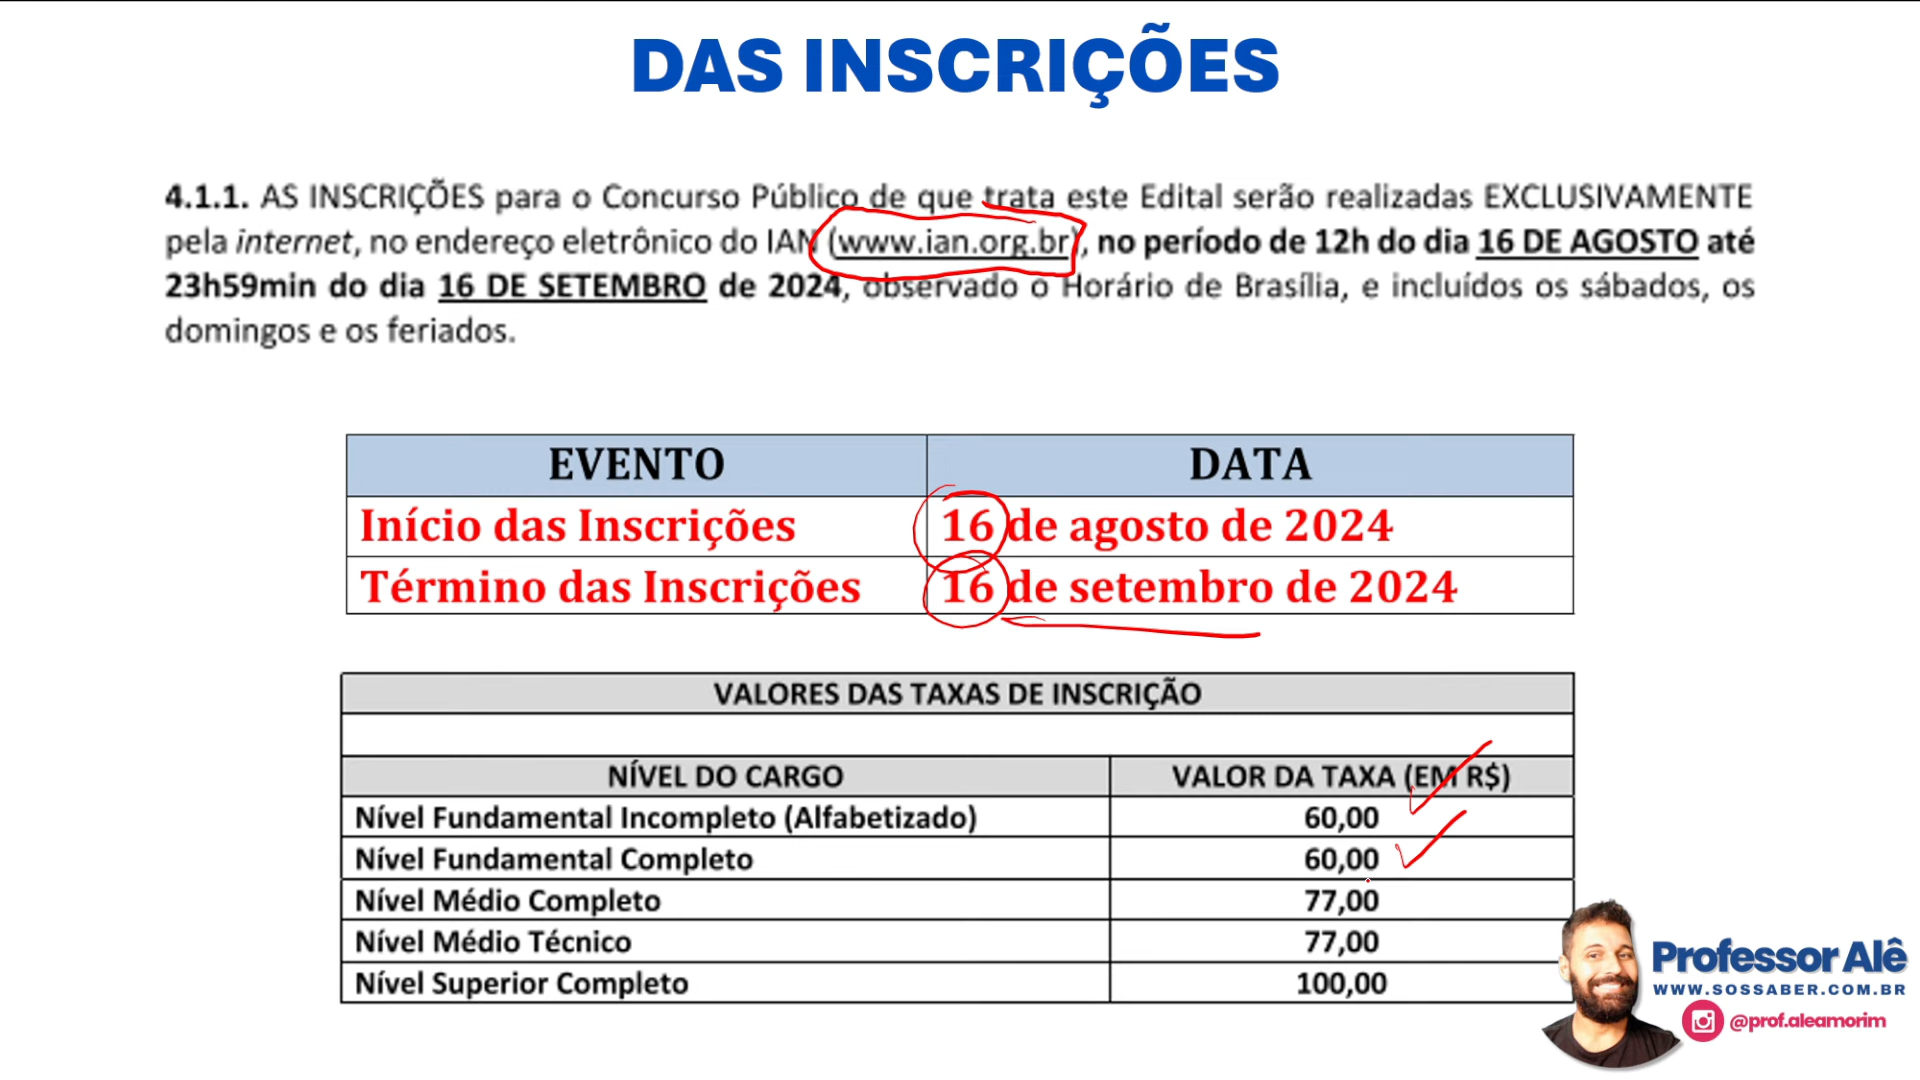 DAS INSCRIÇÕES
4.1.1. AS INSCRIÇÕES para o Concurso Público de que trata este Edital serão realizadas EXCLUSIVAMENTE
pela internet, no endereço eletrônico do IAN (www.ian.org.br), no período de 12h do dia 16 DE AGOSTO até
23h59min do dia 16 DE SETEMBRO de 2024, observado o Horário de Brasília, e incluídos os sábados, os
domingos e os feriados.
EVENTO DATA
Início das Inscrições 16 de agosto de 2024
Término das Inscrições 16 de setembro de 2024
VALORES DAS TAXAS DE INSCRIÇÃO
NÍVEL DO CARGO VALOR DA TAXA (EM R$)
Nível Fundamental Incompleto (Alfabetizado) 60,00
Nível Fundamental Completo 60,00
Nível Médio Completo 77,00
Nível Médio Técnico 77,00
Nível Superior Completo 100,00
Professor Alê
WWW.SOSSABER.COM.BR
@prof.aleamorim